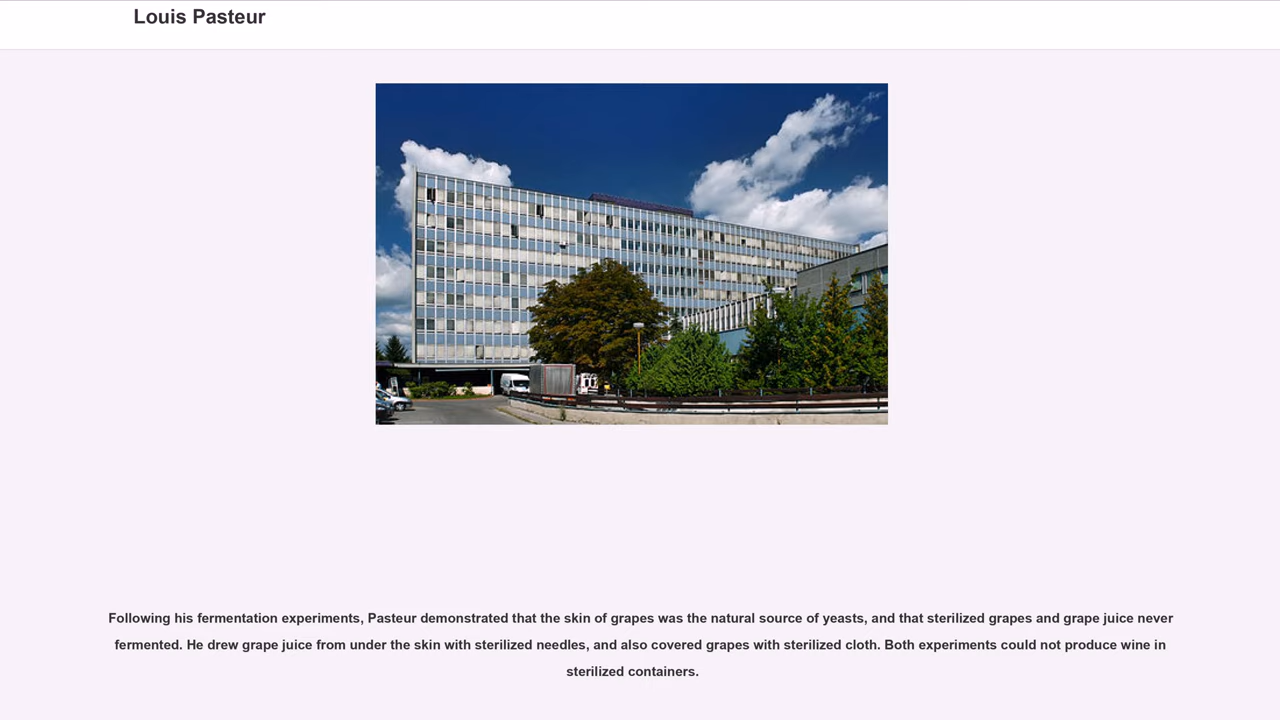 Louis Pasteur
Following his fermentation experiments, Pasteur demonstrated that the skin of grapes was the natural source of yeasts, and that sterilized grapes and grape juice never
fermented. He drew grape juice from under the skin with sterilized needles, and also covered grapes with sterilized cloth. Both experiments could not produce wine in
sterilized containers.